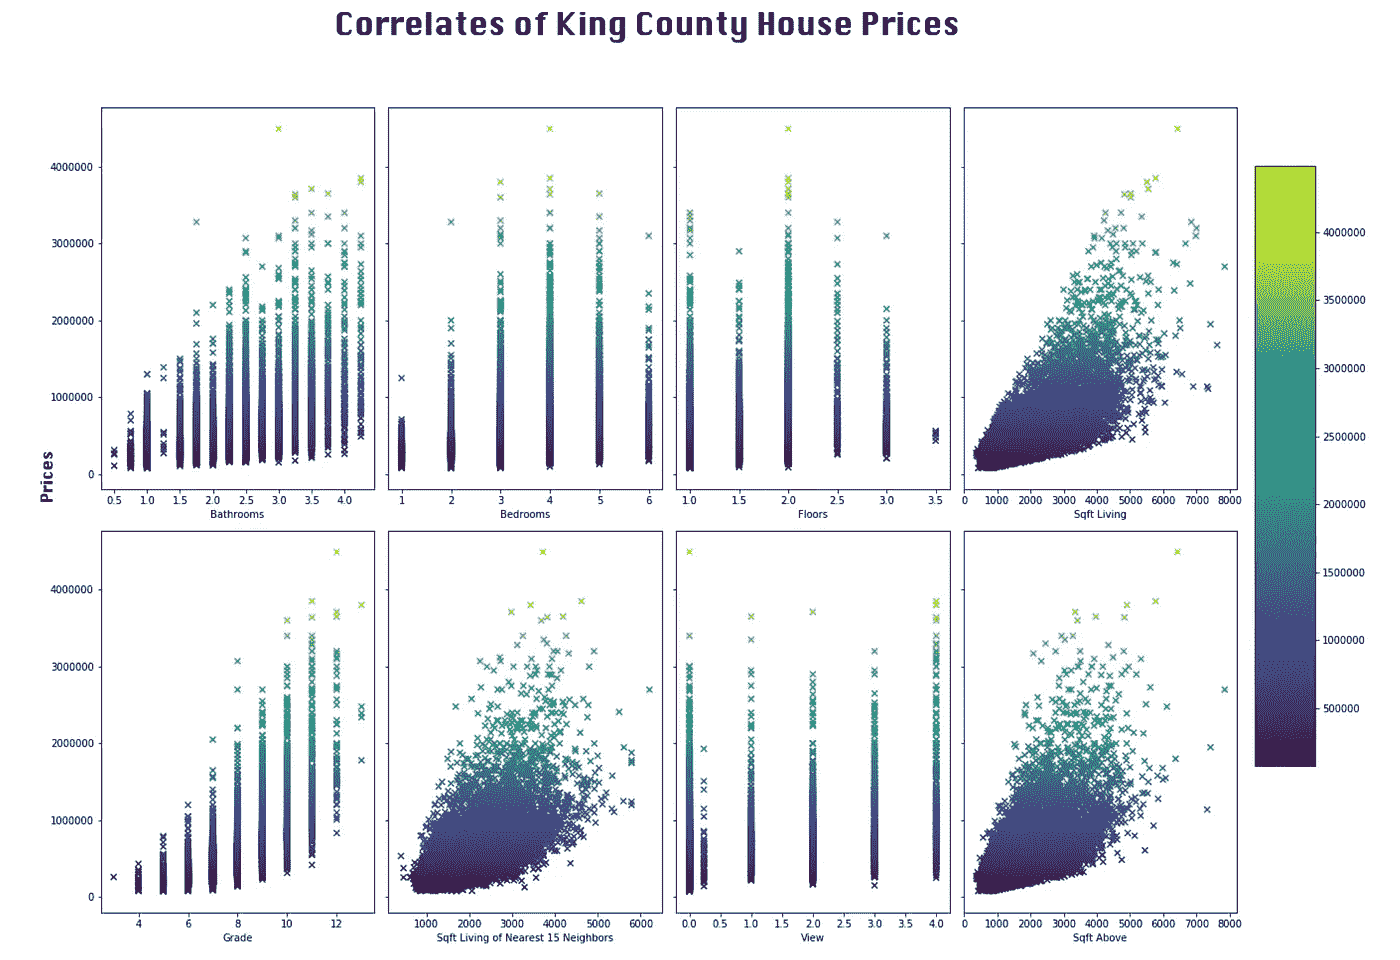 Correlates of King County House Prices
4000000
3000000
2000000
1000000
0
0.5 1.0 1.5 2.0 2.5 3.0 3.5 4.0
Bathrooms
1 2 3 4 5 6
Bedrooms
1.0 1.5 2.0 2.5 3.0 3.5
Floors
0 1000 2000 3000 4000 5000 6000 7000 8000
Sqft Living
Prices
4000000
3000000
2000000
1000000
0
4 6 8 10 12
Grade
1000 2000 3000 4000 5000 6000
Sqft Living of Nearest 15 Neighbors
0.0 0.5 1.0 1.5 2.0 2.5 3.0 3.5 4.0
View
0 1000 2000 3000 4000 5000 6000 7000 8000
Sqft Above
4000000
3500000
3000000
2500000
2000000
1500000
1000000
500000